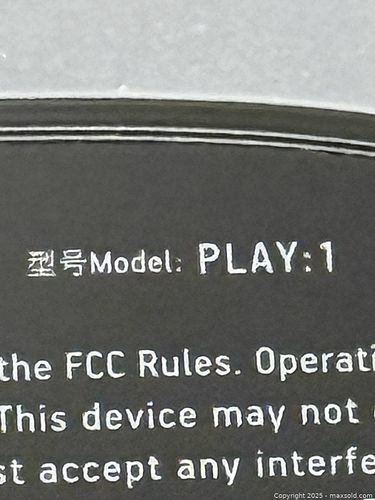 型号Model: PLAY:1
the FCC Rules. Operati
This device may not
st accept any interfe
Copyright 2025 - maxsold.com